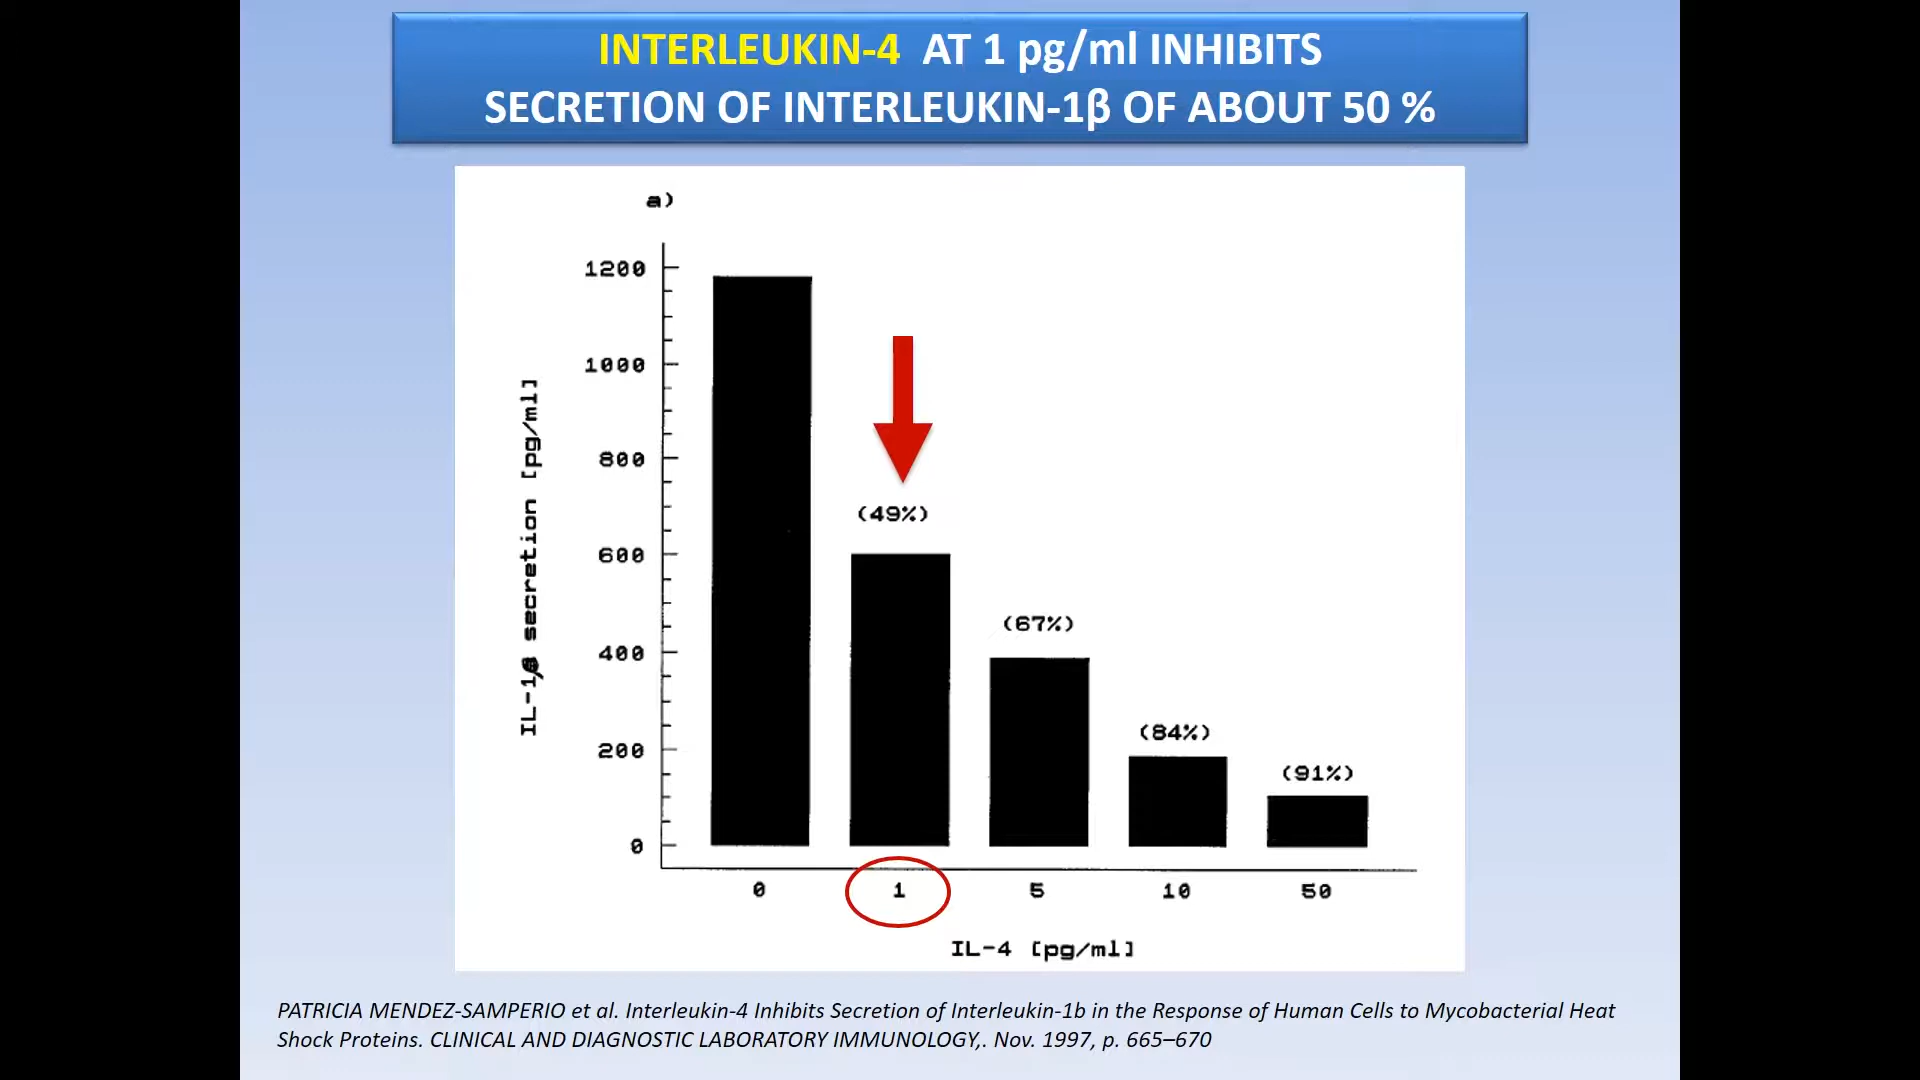 INTERLEUKIN-4 AT 1 pg/ml INHIBITS
SECRETION OF INTERLEUKIN-1β OF ABOUT 50 %
a)
1200
1000
800
600
400
200
0
IL-1β secretion [pg/ml]
(49%)
(67%)
(84%)
(91%)
0 1 5 10 50
IL-4 [pg/ml]
PATRICIA MENDEZ-SAMPERIO et al. Interleukin-4 Inhibits Secretion of Interleukin-1b in the Response of Human Cells to Mycobacterial Heat
Shock Proteins. CLINICAL AND DIAGNOSTIC LABORATORY IMMUNOLOGY,. Nov. 1997, p. 665–670